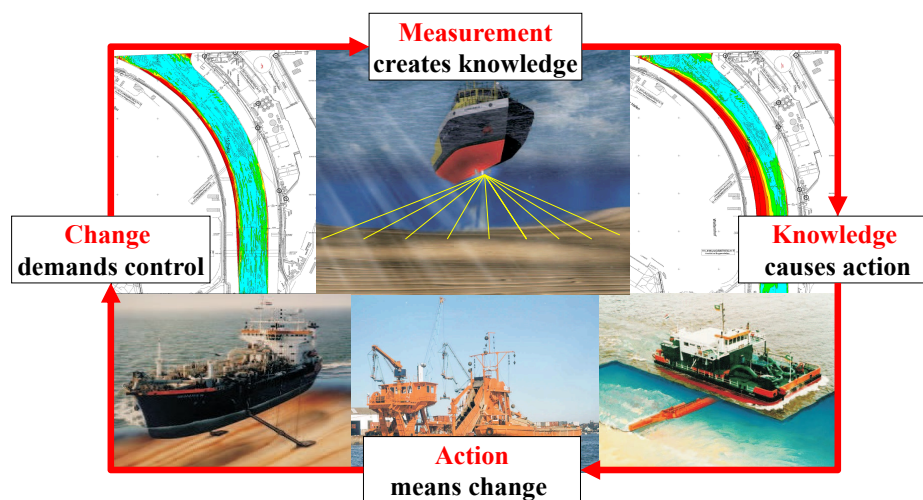 Measurement
creates knowledge
Change
demands control
Knowledge
causes action
Action
means change